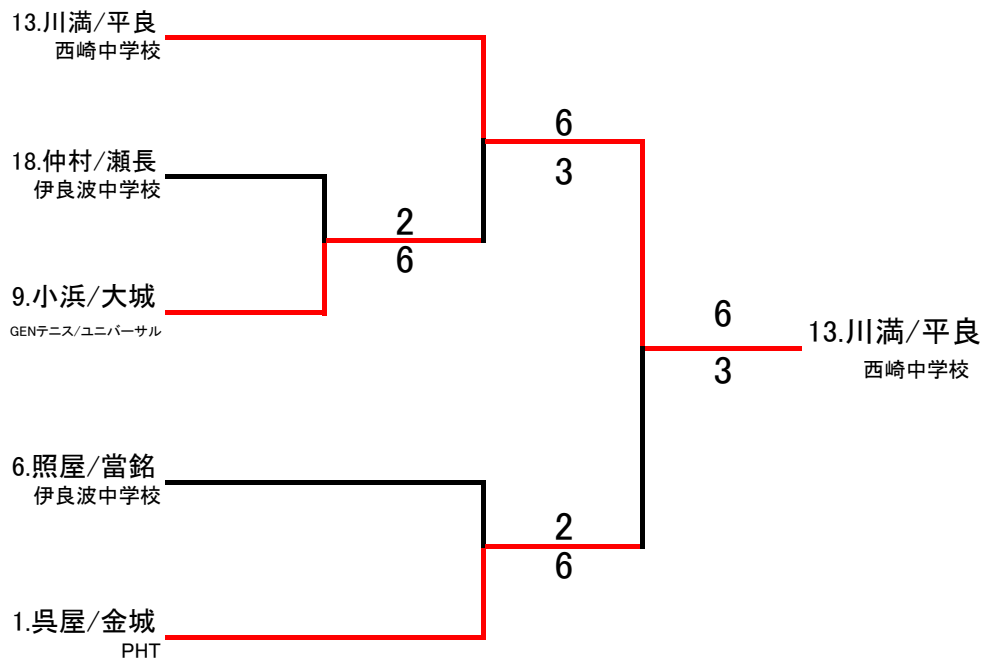 13.川満/平良
西崎中学校
6
3
18.仲村/瀬長
伊良波中学校
2
6
9.小浜/大城
GENテニス/ユニバーサル
6
3
13.川満/平良
西崎中学校
6.照屋/當銘
伊良波中学校
2
6
1.呉屋/金城
PHT